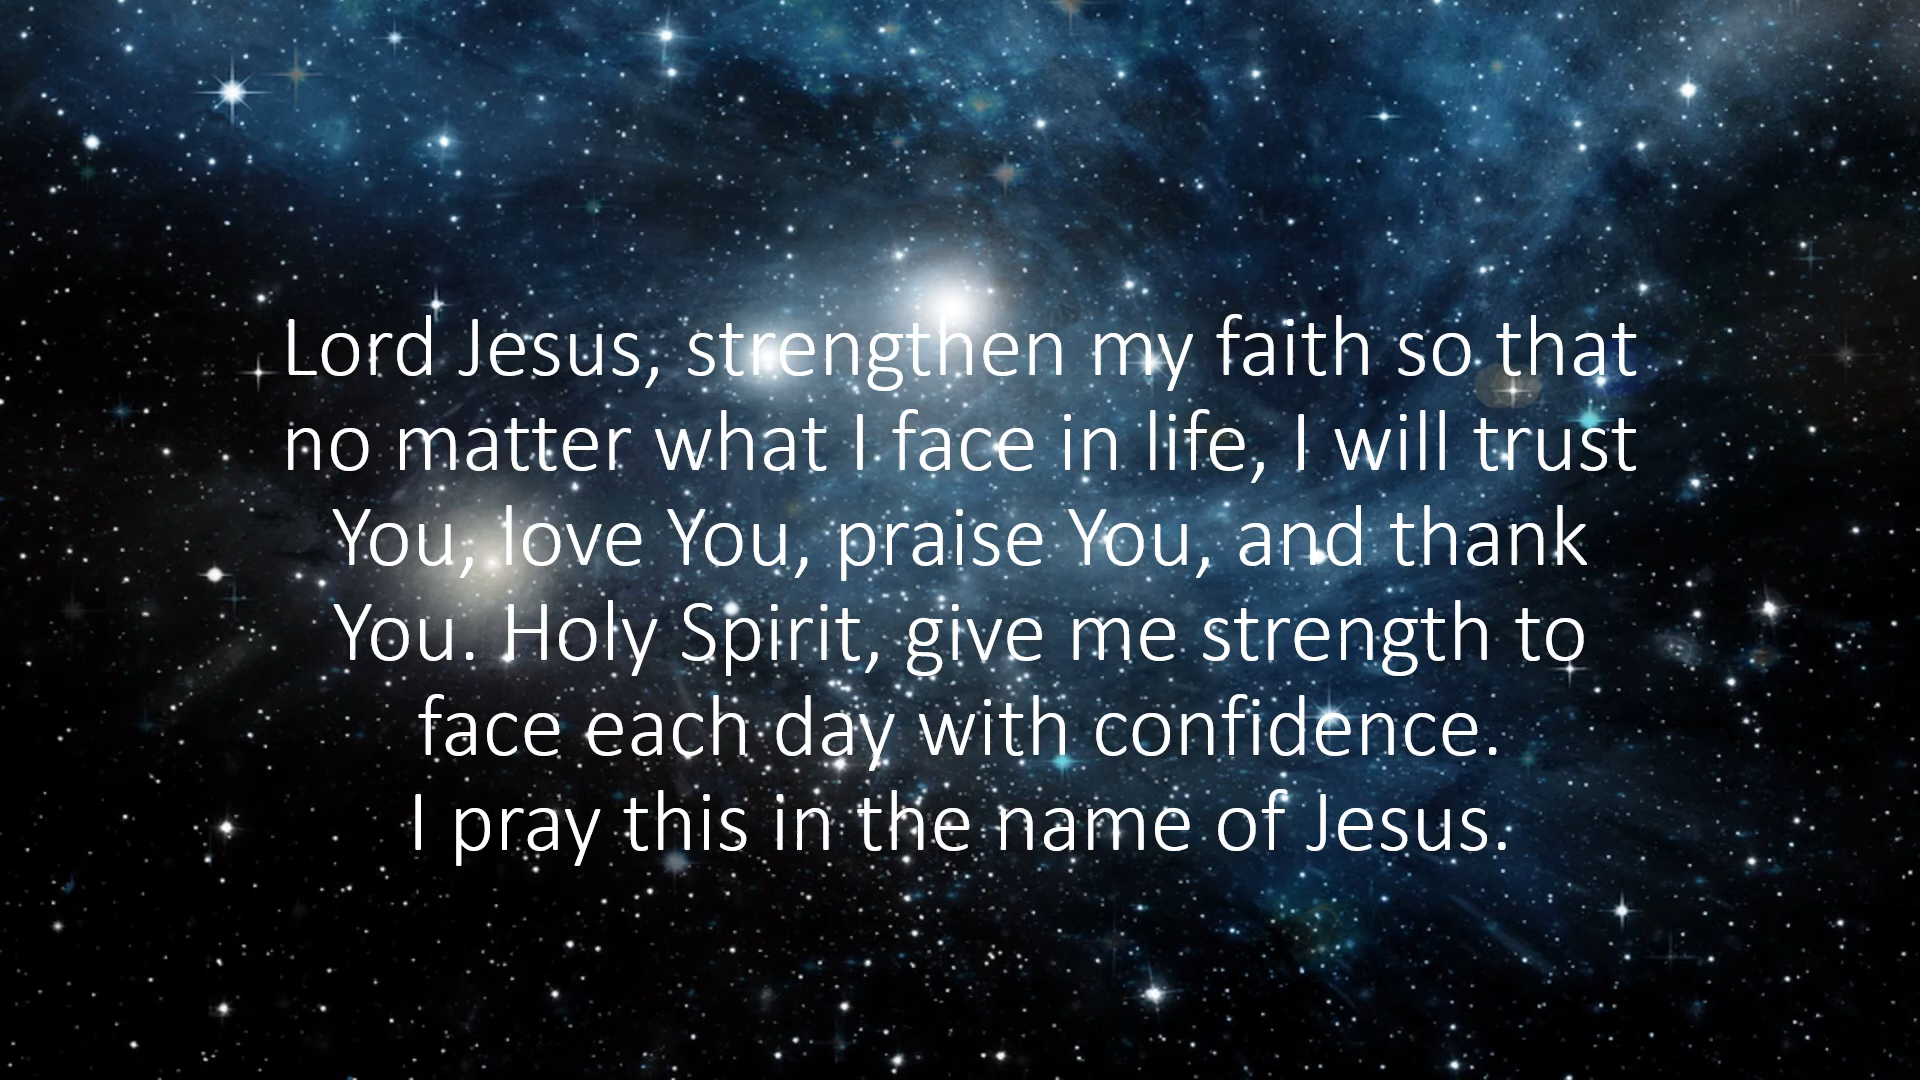 Lord Jesus, strengthen my faith so that
no matter what I face in life, I will trust
You, love You, praise You, and thank
You. Holy Spirit, give me strength to
face each day with confidence.
I pray this in the name of Jesus.